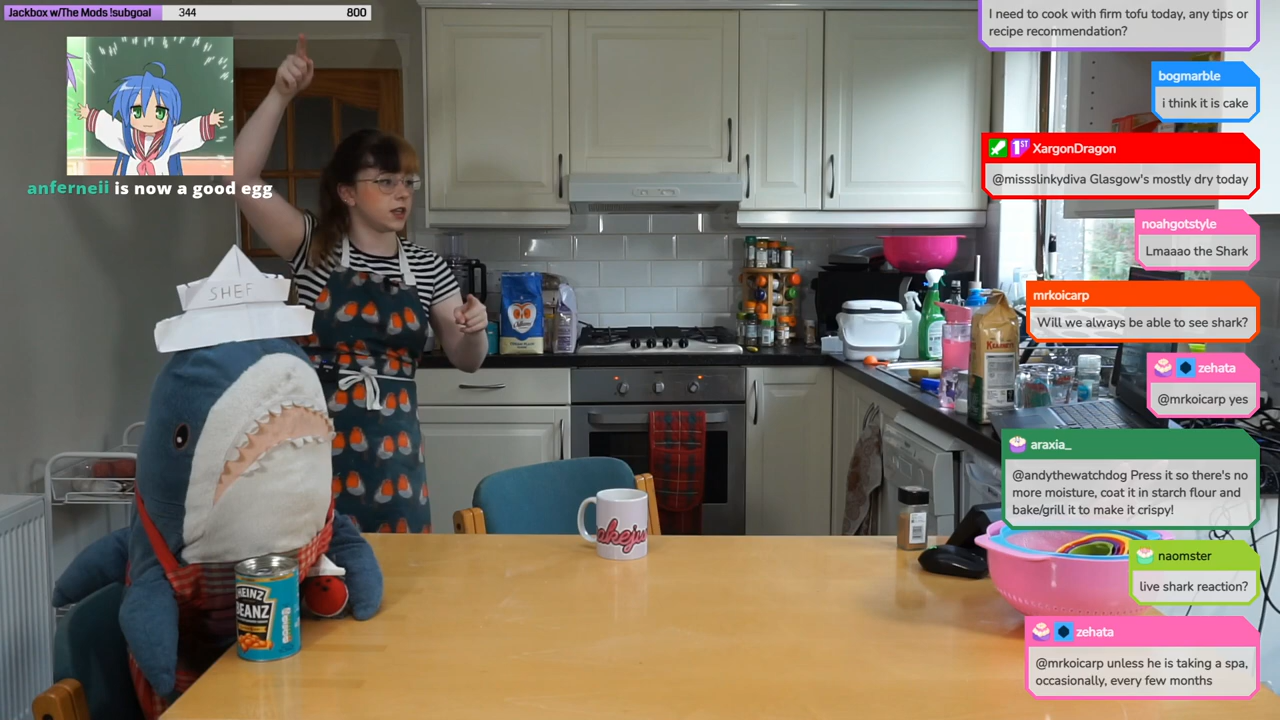 Jackbox w/The Mods !subgoal 344 800
anferneii is now a good egg
SHEF
HEINZ
BEANZ
akeju
I need to cook with firm tofu today, any tips or
recipe recommendation?
bogmarble
i think it is cake
1ST XargonDragon
@missslinkydiva Glasgow's mostly dry today
noahgotstyle
Lmaaao the Shark
mrkoicarp
Will we always be able to see shark?
zehata
@mrkoicarp yes
araxia_
@andythewatchdog Press it so there's no
more moisture, coat it in starch flour and
bake/grill it to make it crispy!
naomster
live shark reaction?
zehata
@mrkoicarp unless he is taking a spa,
occasionally, every few months